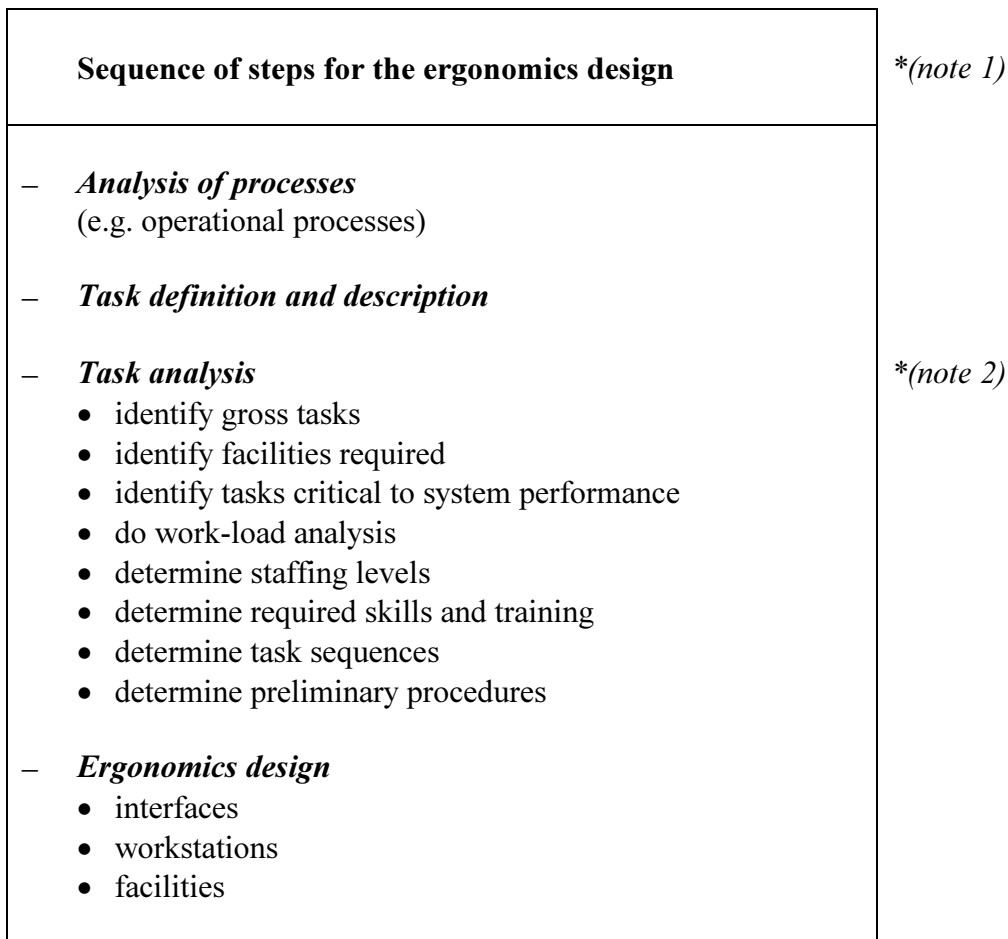 Sequence of steps for the ergonomics design *(note 1)
– Analysis of processes
(e.g. operational processes)
– Task definition and description
– Task analysis *(note 2)
• identify gross tasks
• identify facilities required
• identify tasks critical to system performance
• do work-load analysis
• determine staffing levels
• determine required skills and training
• determine task sequences
• determine preliminary procedures
– Ergonomics design
• interfaces
• workstations
• facilities